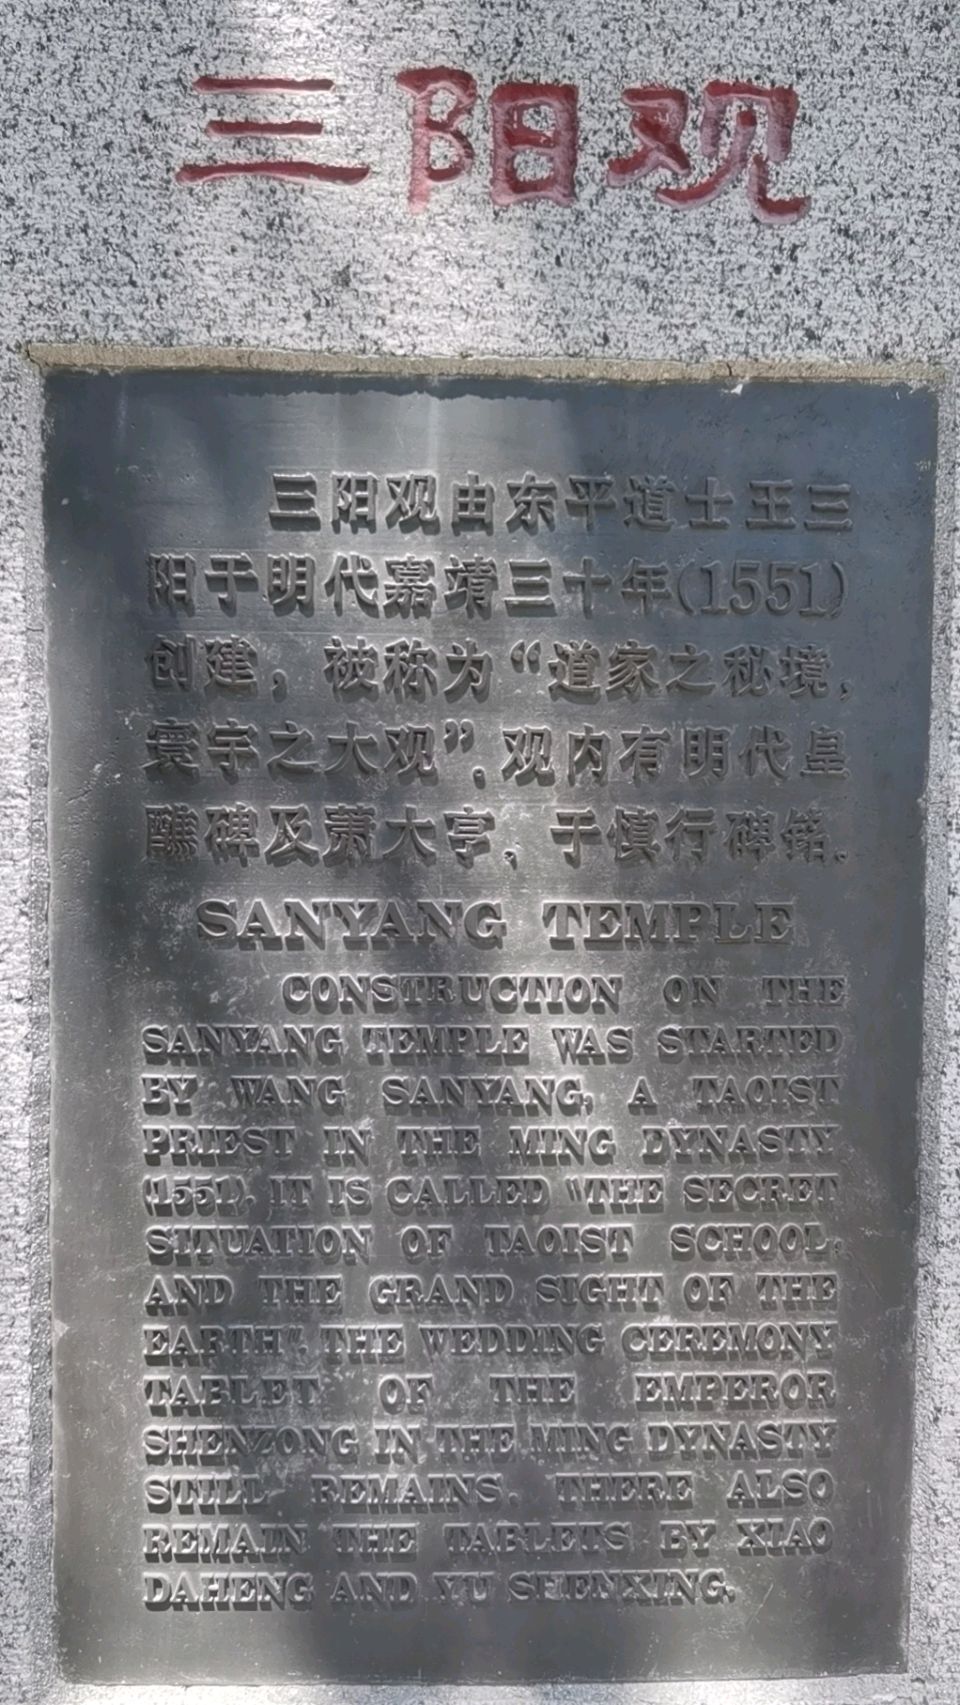 三阳观
三阳观由东平道士王三
阳于明代嘉靖三十年(1551)
创建，被称为“道家之秘境，
寰宇之大观”。观内有明代皇
醮碑及萧大亨、于慎行碑铭。
SANYANG TEMPLE
CONSTRUCTION ON THE
SANYANG TEMPLE WAS STARTED
BY WANG SANYANG, A TAOIST
PRIEST IN THE MING DYNASTY
(1551). IT IS CALLED "THE SECRET
SITUATION OF TAOIST SCHOOL,
AND THE GRAND SIGHT OF THE
EARTH". THE WEDDING CEREMONY
TABLET OF THE EMPEROR
SHENZONG IN THE MING DYNASTY
STILL REMAINS. THERE ALSO
REMAIN THE TABLETS BY XIAO
DAHENG AND YU SHENXING.